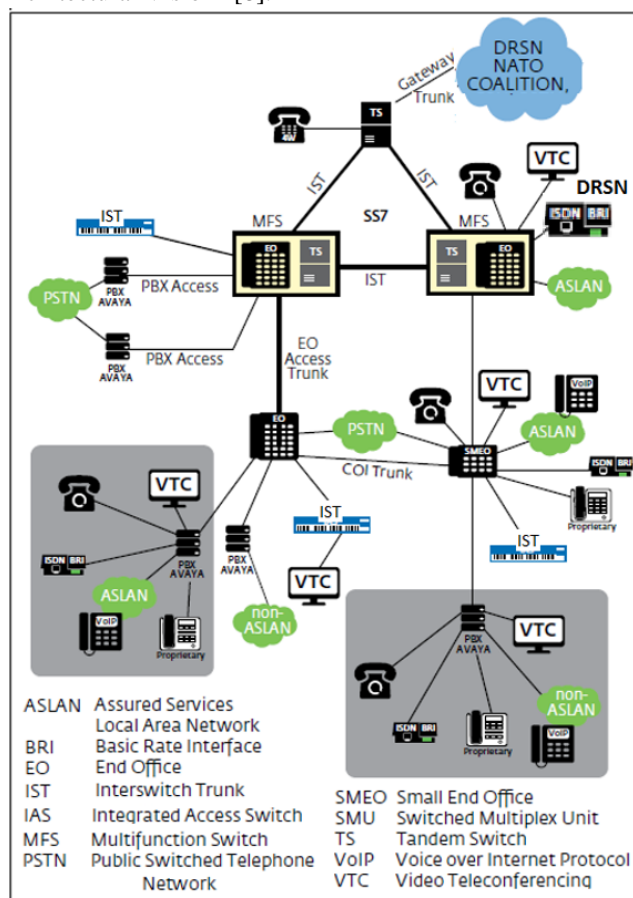 DRSN
NATO
COALITION,
Gateway
Trunk
TS
4W
IST
IST
VTC
DRSN
IST
MFS
SS7
MFS
ISDN BRI
EO
TS
TS
EO
IST
PSTN
PBX
AVAYA
PBX Access
ASLAN
PBX
AVAYA
PBX Access
EO
Access
Trunk
VTC
VoIP
EO
PSTN
ASLAN
SMEO
COI Trunk
ISDN BRI
VTC
IST
Proprietary
IST
PBX
AVAYA
ISDN BRI
PBX
AVAYA
VTC
ASLAN
non-
ASLAN
VoIP
Proprietary
PBX
AVAYA
VTC
non-
ASLAN
ISDN BRI
Proprietary
VoIP
ASLAN Assured Services
Local Area Network
BRI Basic Rate Interface
EO End Office
IST Interswitch Trunk
IAS Integrated Access Switch
MFS Multifunction Switch
PSTN Public Switched Telephone
Network
SMEO Small End Office
SMU Switched Multiplex Unit
TS Tandem Switch
VoIP Voice over Internet Protocol
VTC Video Teleconferencing